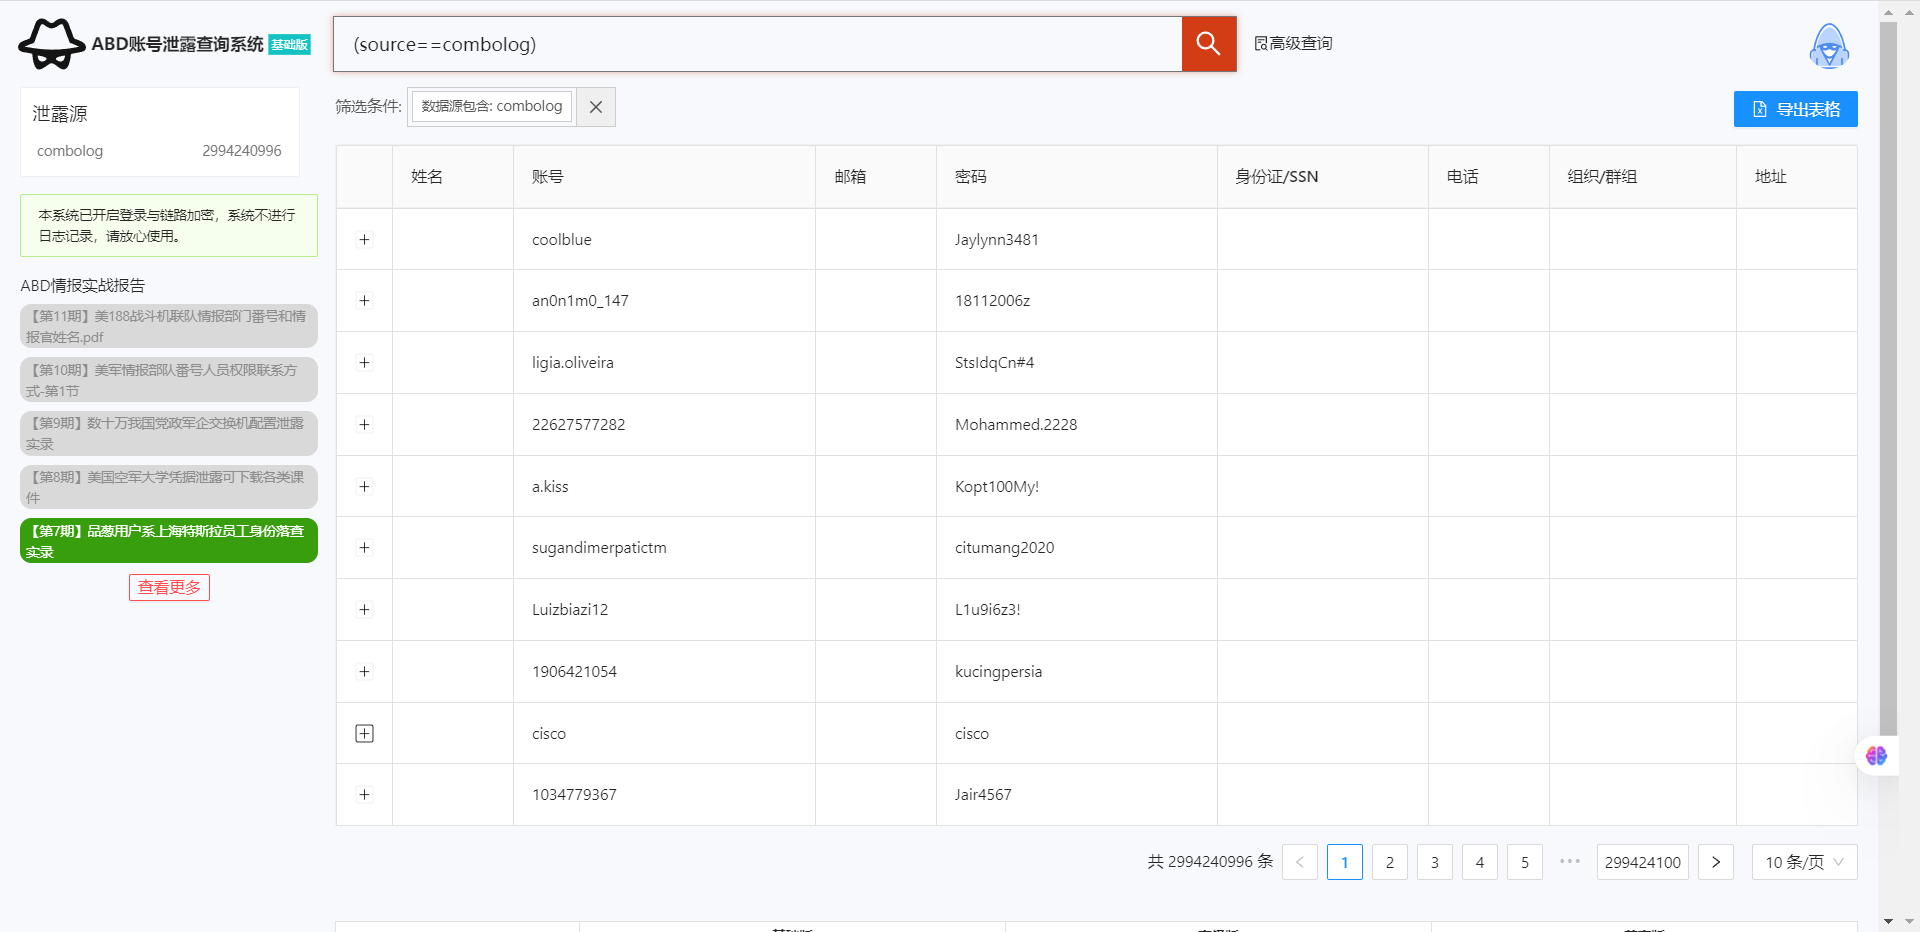 ABD账号泄露查询系统 基础版
(source==combolog)
高级查询
泄露源
combolog 2994240996
筛选条件: 数据源包含: combolog
导出表格
本系统已开启登录与链路加密，系统不进行
日志记录，请放心使用。
ABD情报实战报告
【第11期】美188战斗机联队情报部门番号和情
报官姓名.pdf
【第10期】美军情报部队番号人员权限联系方
式-第1节
【第9期】数十万我国党政军企交换机配置泄露
实录
【第8期】美国空军大学凭据泄露可下载各类课
件
【第7期】品葱用户系上海特斯拉员工身份落查
实录
查看更多
姓名 账号 邮箱 密码 身份证/SSN 电话 组织/群组 地址
coolblue Jaylynn3481
an0n1m0_147 18112006z
ligia.oliveira StsIdqCn#4
22627577282 Mohammed.2228
a.kiss Kopt100My!
sugandimerpatictm citumang2020
Luizbiazi12 L1u9i6z3!
1906421054 kucingpersia
cisco cisco
1034779367 Jair4567
共 2994240996 条 < 1 2 3 4 5 ••• 299424100 > 10 条/页